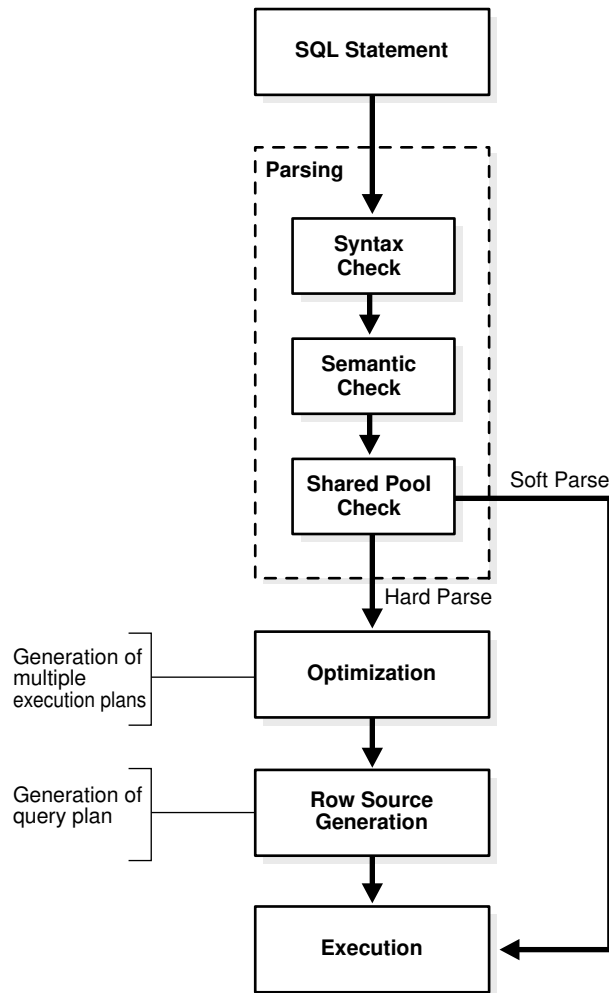 SQL Statement
Parsing
Syntax
Check
Semantic
Check
Shared Pool
Check
Soft Parse
Hard Parse
Generation of
multiple
execution plans
Optimization
Generation of
query plan
Row Source
Generation
Execution